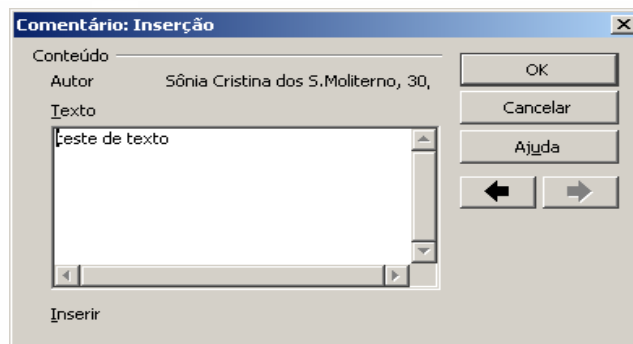 Comentário: Inserção
Conteúdo
Autor Sônia Cristina dos S.Moliterno, 30,
Texto
teste de texto
Inserir
OK
Cancelar
Ajuda